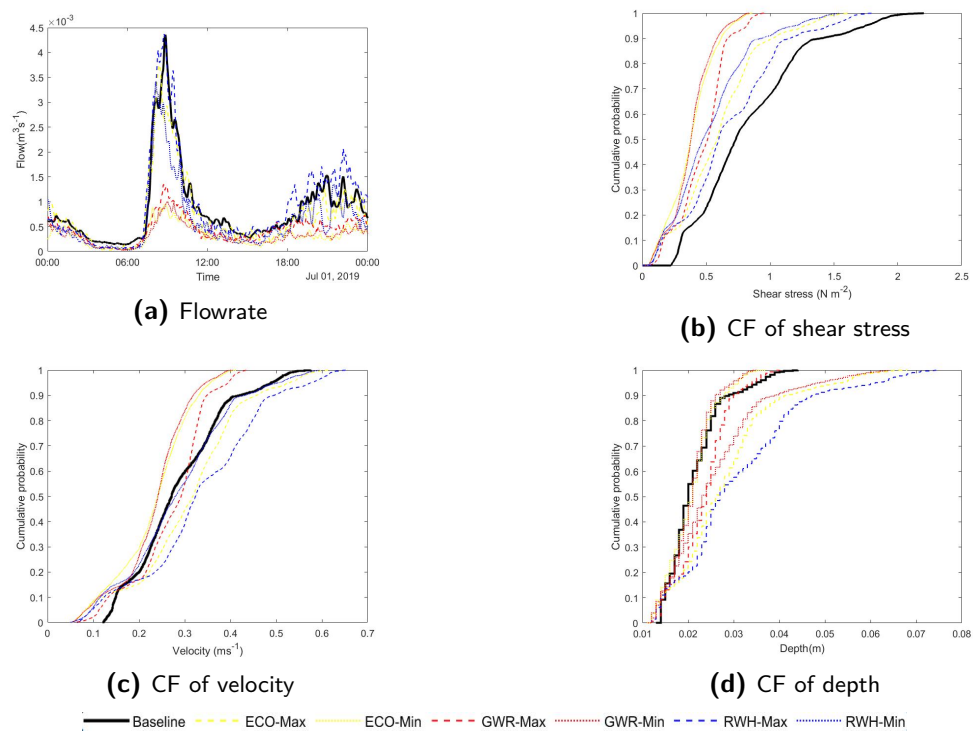 ×10⁻³
4.5
4
3.5
3
2.5
2
1.5
1
0.5
0
Flow(m³s⁻¹)
00:00 06:00 12:00 18:00 00:00
Time
Jul 01, 2019
(a) Flowrate
1
0.9
0.8
0.7
0.6
0.5
0.4
0.3
0.2
0.1
0
Cumulative probability
0 0.5 1 1.5 2 2.5
Shear stress (N m⁻²)
(b) CF of shear stress
1
0.9
0.8
0.7
0.6
0.5
0.4
0.3
0.2
0.1
0
Cumulative probability
0 0.1 0.2 0.3 0.4 0.5 0.6 0.7
Velocity (ms⁻¹)
(c) CF of velocity
1
0.9
0.8
0.7
0.6
0.5
0.4
0.3
0.2
0.1
0
Cumulative probability
0.01 0.02 0.03 0.04 0.05 0.06 0.07 0.08
Depth(m)
(d) CF of depth
Baseline ECO-Max ECO-Min GWR-Max GWR-Min RWH-Max RWH-Min